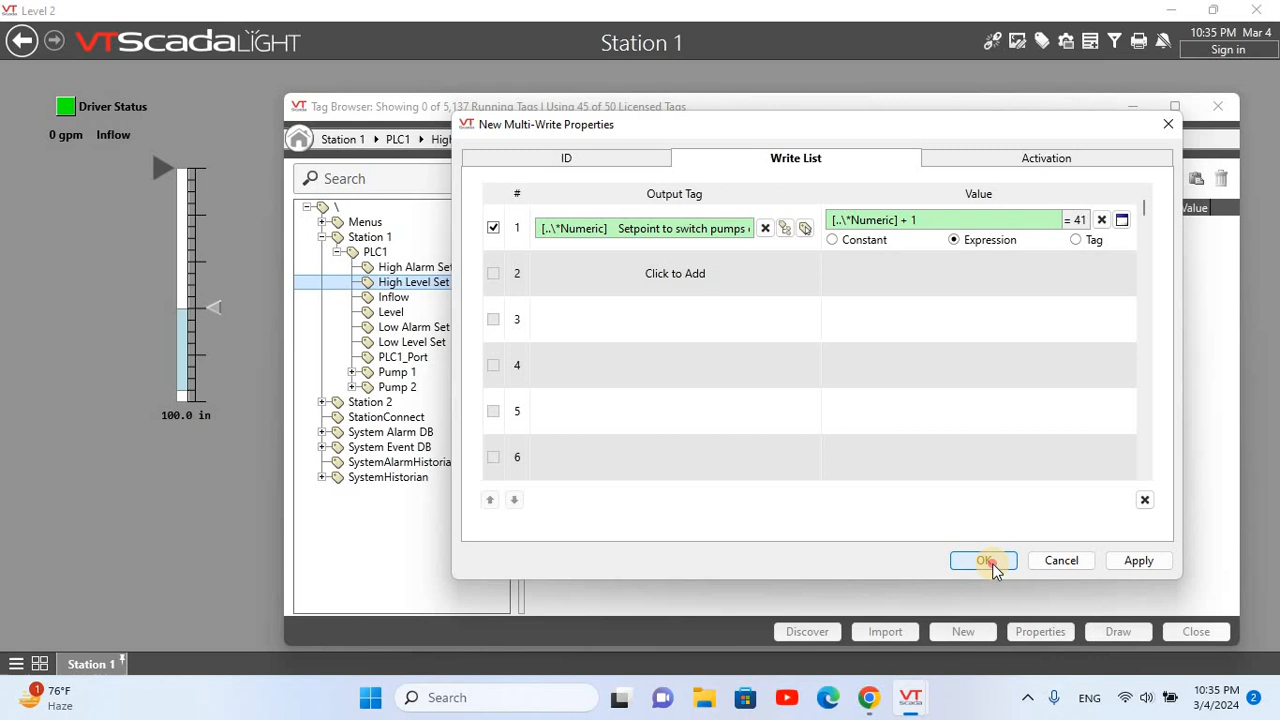 Level 2
VTScadaLIGHT
Station 1
10:35 PM Mar 4
Sign in
Driver Status
0 gpm Inflow
100.0 in
Tag Browser: Showing 0 of 5,137 Running Tags | Using 45 of 50 Licensed Tags
Station 1 PLC1 Hig
Search
Value
\
Menus
Station 1
PLC1
High Alarm Set
High Level Set
Inflow
Level
Low Alarm Set
Low Level Set
PLC1_Port
Pump 1
Pump 2
Station 2
StationConnect
System Alarm DB
System Event DB
SystemAlarmHistoria
SystemHistorian
New Multi-Write Properties
ID Write List Activation
# Output Tag Value
1 [..\*Numeric] Setpoint to switch pumps [..\*Numeric] + 1 = 41
Constant Expression Tag
2 Click to Add
3
4
5
6
OK Cancel Apply
Discover Import New Properties Draw Close
Station 1
1
76°F
Haze
Search
VT
SCADA
ENG
10:35 PM
3/4/2024
2